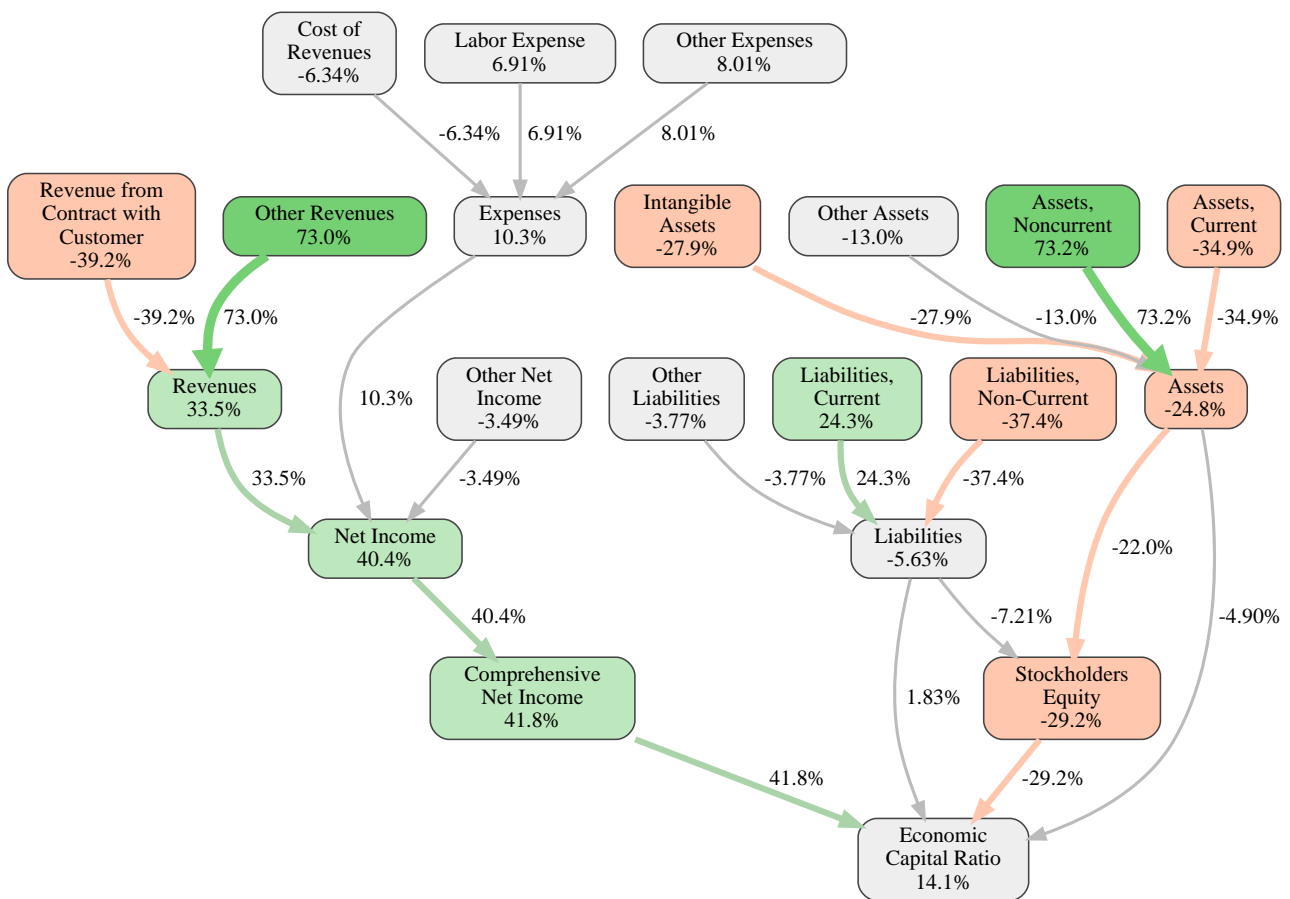 Cost of
Revenues
-6.34%
Labor Expense
6.91%
Other Expenses
8.01%
-6.34%
6.91%
8.01%
Revenue from
Contract with
Customer
-39.2%
Other Revenues
73.0%
Expenses
10.3%
Intangible
Assets
-27.9%
Other Assets
-13.0%
Assets,
Noncurrent
73.2%
Assets,
Current
-34.9%
-39.2%
73.0%
-27.9%
-13.0%
73.2%
-34.9%
Revenues
33.5%
10.3%
Other Net
Income
-3.49%
Other
Liabilities
-3.77%
Liabilities,
Current
24.3%
Liabilities,
Non-Current
-37.4%
Assets
-24.8%
33.5%
-3.49%
-3.77%
24.3%
-37.4%
Net Income
40.4%
Liabilities
-5.63%
-22.0%
40.4%
-7.21%
-4.90%
Comprehensive
Net Income
41.8%
1.83%
Stockholders
Equity
-29.2%
41.8%
-29.2%
Economic
Capital Ratio
14.1%